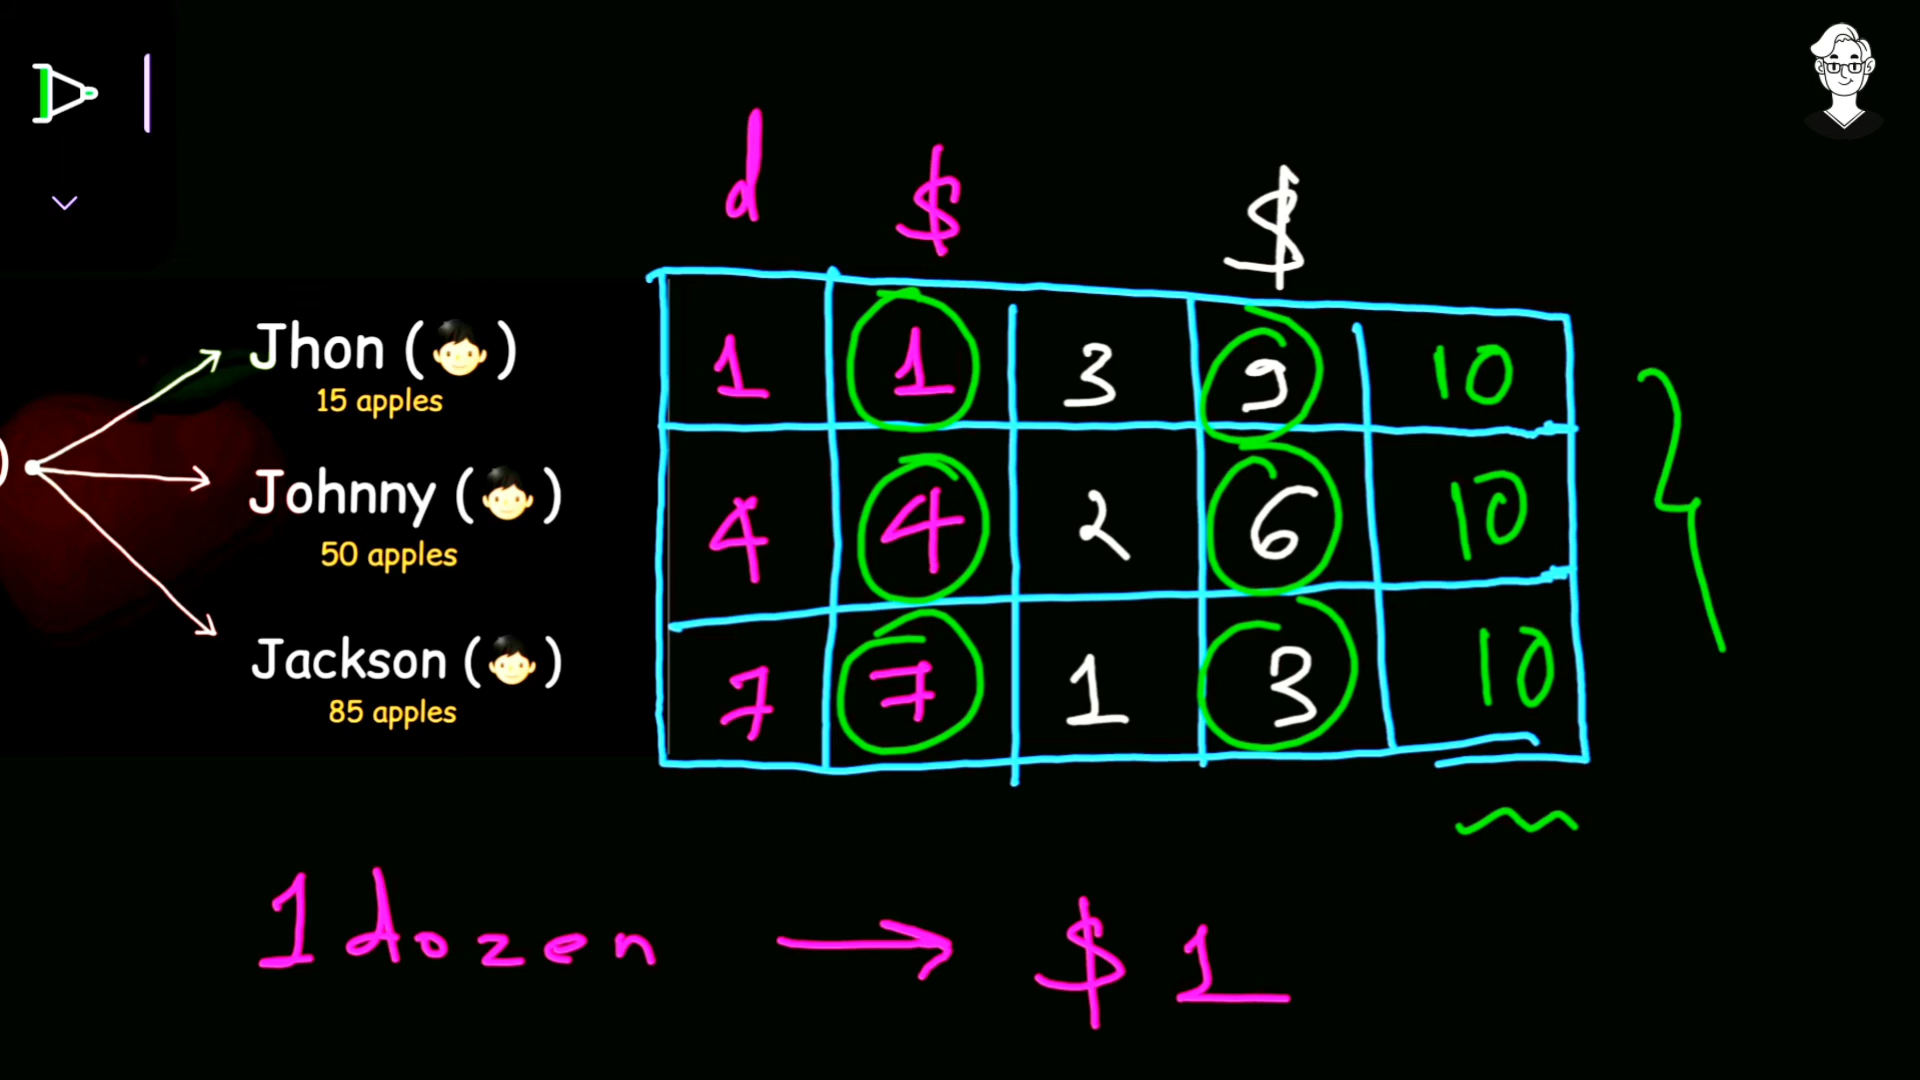 d $ $
Jhon ( )
15 apples
1 1 3 9 10
Johnny ( )
50 apples
4 4 2 6 10
Jackson ( )
85 apples
7 7 1 3 10
1 dozen → $ 1